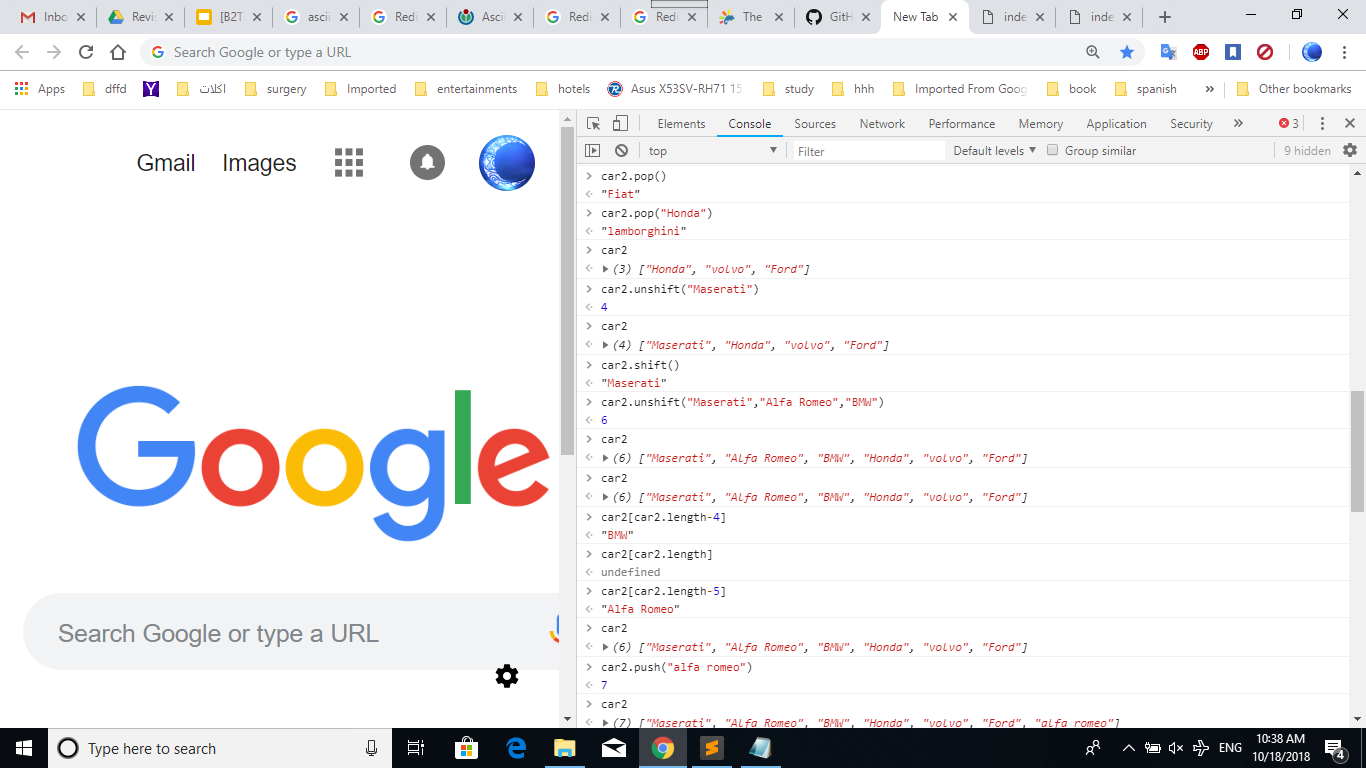 Inbo
Revis
[B2T
ascii
Redi
Ascii
Redi
Redi
The
GitH
New Tab
inde
inde
Search Google or type a URL
ABP
Apps
dffd
اكلات
surgery
Imported
entertainments
hotels
Asus X53SV-RH71 15
study
hhh
Imported From Goog
book
spanish
»
Other bookmarks
Gmail
Images
Google
Search Google or type a URL
Elements
Console
Sources
Network
Performance
Memory
Application
Security
»
3
top
Filter
Default levels
Group similar
9 hidden
car2.pop()
"Fiat"
car2.pop("Honda")
"lamborghini"
car2
(3) ["Honda", "volvo", "Ford"]
car2.unshift("Maserati")
4
car2
(4) ["Maserati", "Honda", "volvo", "Ford"]
car2.shift()
"Maserati"
car2.unshift("Maserati","Alfa Romeo","BMW")
6
car2
(6) ["Maserati", "Alfa Romeo", "BMW", "Honda", "volvo", "Ford"]
car2
(6) ["Maserati", "Alfa Romeo", "BMW", "Honda", "volvo", "Ford"]
car2[car2.length-4]
"BMW"
car2[car2.length]
undefined
car2[car2.length-5]
"Alfa Romeo"
car2
(6) ["Maserati", "Alfa Romeo", "BMW", "Honda", "volvo", "Ford"]
car2.push("alfa romeo")
7
car2
(7) ["Maserati", "Alfa Romeo", "BMW", "Honda", "volvo", "Ford", "alfa romeo"]
Type here to search
ENG
10:38 AM
10/18/2018
4